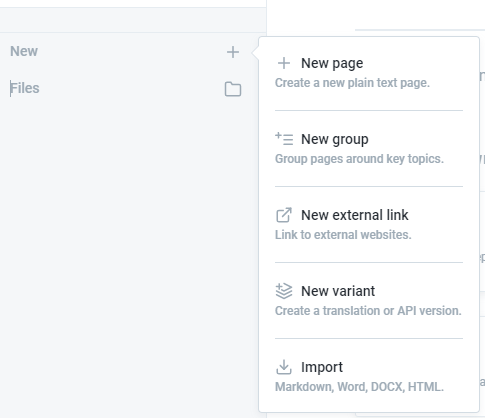 New
Files
New page
Create a new plain text page.
New group
Group pages around key topics.
New external link
Link to external websites.
New variant
Create a translation or API version.
Import
Markdown, Word, DOCX, HTML.